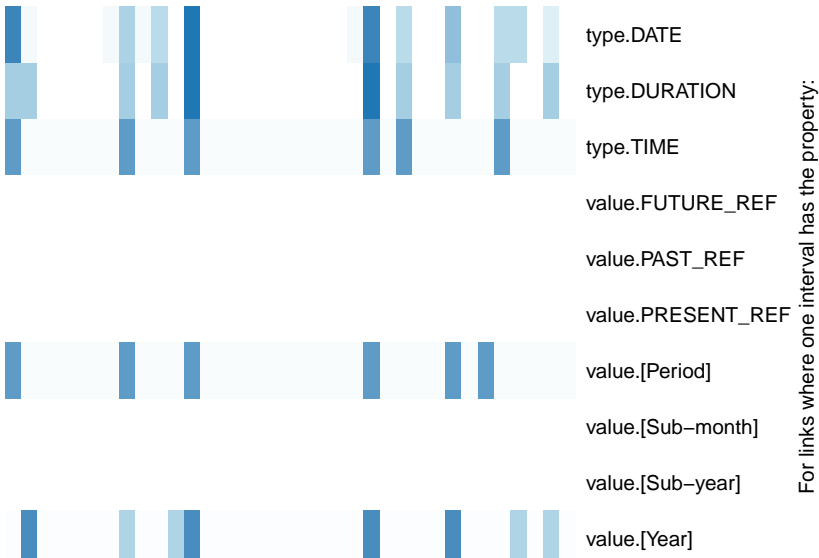 type.DATE
type.DURATION
type.TIME
value.FUTURE_REF
value.PAST_REF
value.PRESENT_REF
value.[Period]
value.[Sub−month]
value.[Sub−year]
value.[Year]
For links where one interval has the property: